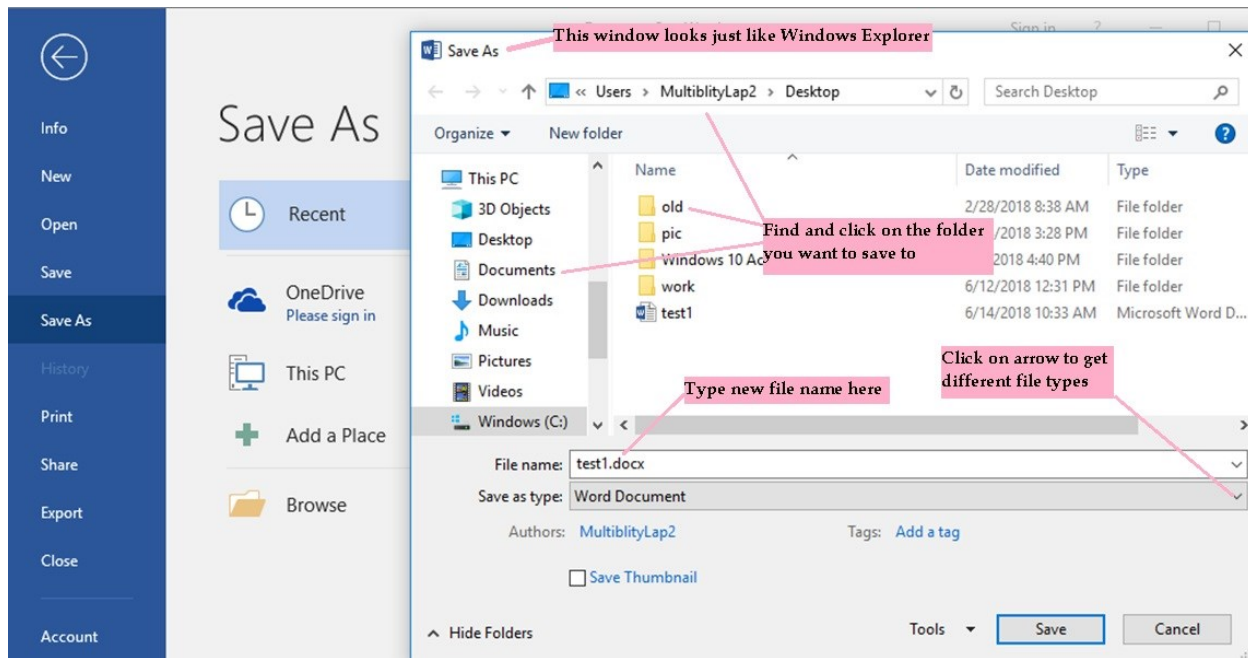 Sign in ?
This window looks just like Windows Explorer
Save As
« Users > MultiblityLap2 > Desktop
Search Desktop
Organize
New folder
Info
New
Open
Save
Save As
History
Print
Share
Export
Close
Account
Save As
Recent
OneDrive
Please sign in
This PC
Add a Place
Browse
This PC
3D Objects
Desktop
Documents
Downloads
Music
Pictures
Videos
Windows (C:)
Name Date modified Type
old 2/28/2018 8:38 AM File folder
pic /2018 3:28 PM File folder
Windows 10 Ac 2018 4:40 PM File folder
work 6/12/2018 12:31 PM File folder
test1 6/14/2018 10:33 AM Microsoft Word D...
Find and click on the folder
you want to save to
Click on arrow to get
different file types
Type new file name here
File name: test1.docx
Save as type: Word Document
Authors: MultiblityLap2 Tags: Add a tag
Save Thumbnail
Hide Folders
Tools Save Cancel